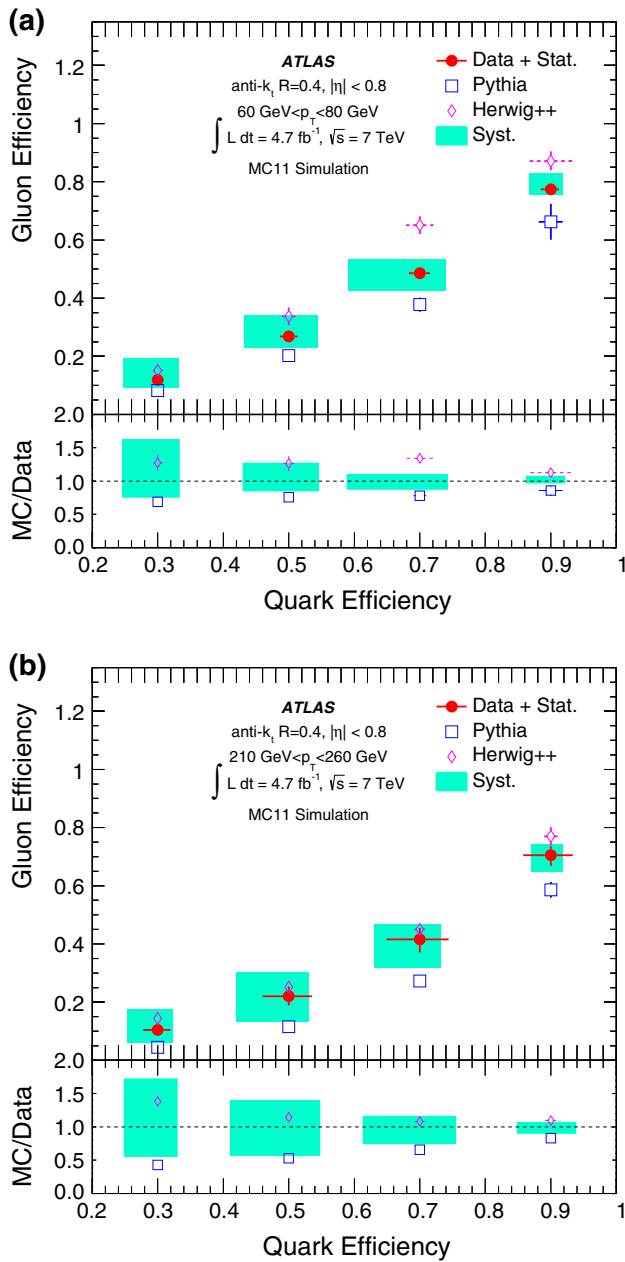 (a)
Gluon Efficiency
1.2
1
0.8
0.6
0.4
0.2
ATLAS
anti-kt R=0.4, |η| < 0.8
60 GeV<pT<80 GeV
∫ L dt = 4.7 fb-1, √s = 7 TeV
MC11 Simulation
Data + Stat.
Pythia
Herwig++
Syst.
MC/Data
2.0
1.5
1.0
0.5
0.0
0.2 0.3 0.4 0.5 0.6 0.7 0.8 0.9 1
Quark Efficiency
(b)
Gluon Efficiency
1.2
1
0.8
0.6
0.4
0.2
ATLAS
anti-kt R=0.4, |η| < 0.8
210 GeV<pT<260 GeV
∫ L dt = 4.7 fb-1, √s = 7 TeV
MC11 Simulation
Data + Stat.
Pythia
Herwig++
Syst.
MC/Data
2.0
1.5
1.0
0.5
0.0
0.2 0.3 0.4 0.5 0.6 0.7 0.8 0.9 1
Quark Efficiency